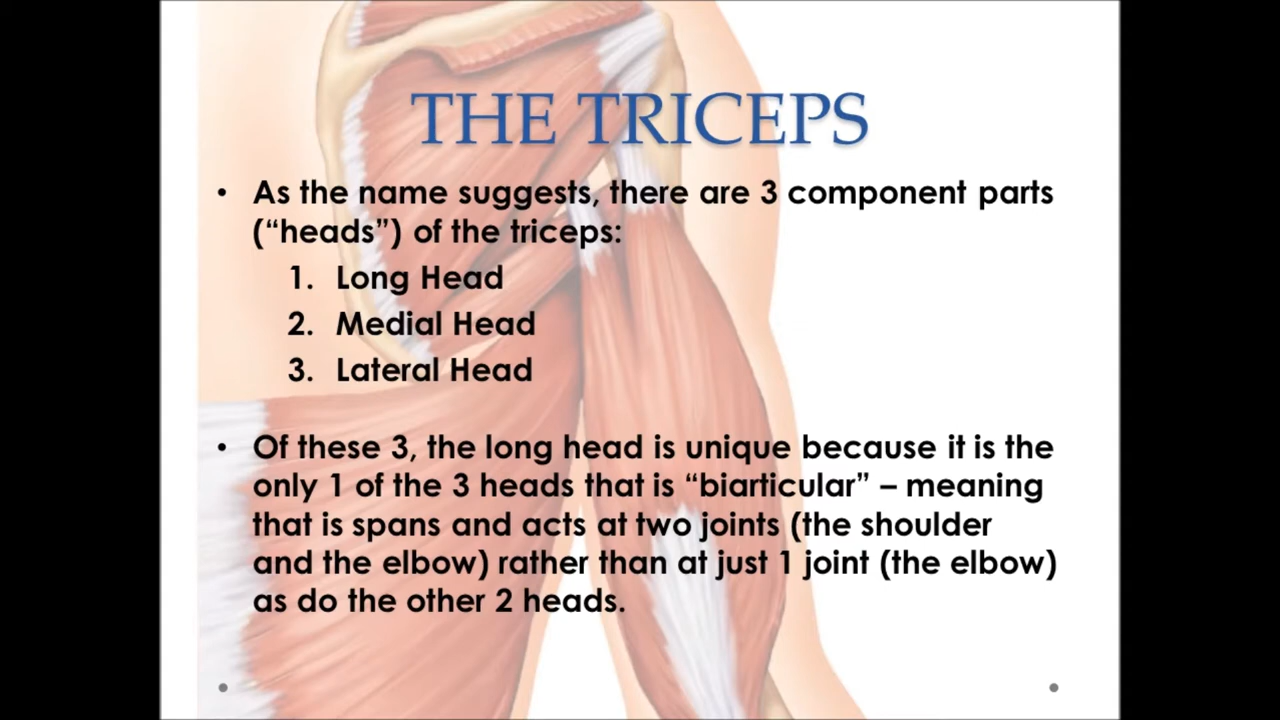 THE TRICEPS
• As the name suggests, there are 3 component parts
(“heads”) of the triceps:
1. Long Head
2. Medial Head
3. Lateral Head
• Of these 3, the long head is unique because it is the
only 1 of the 3 heads that is “biarticular” – meaning
that is spans and acts at two joints (the shoulder
and the elbow) rather than at just 1 joint (the elbow)
as do the other 2 heads.